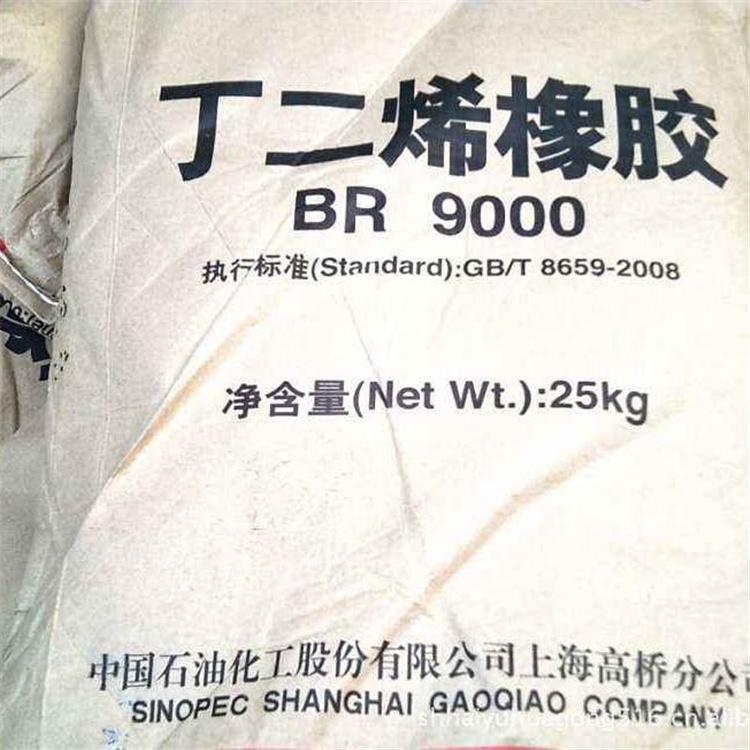 丁二烯橡胶
BR 9000
执行标准(Standard):GB/T 8659-2008
净含量(Net Wt.):25kg
中国石油化工股份有限公司上海高桥分公司
SINOPEC SHANGHAI GAOQIAO COMPANY